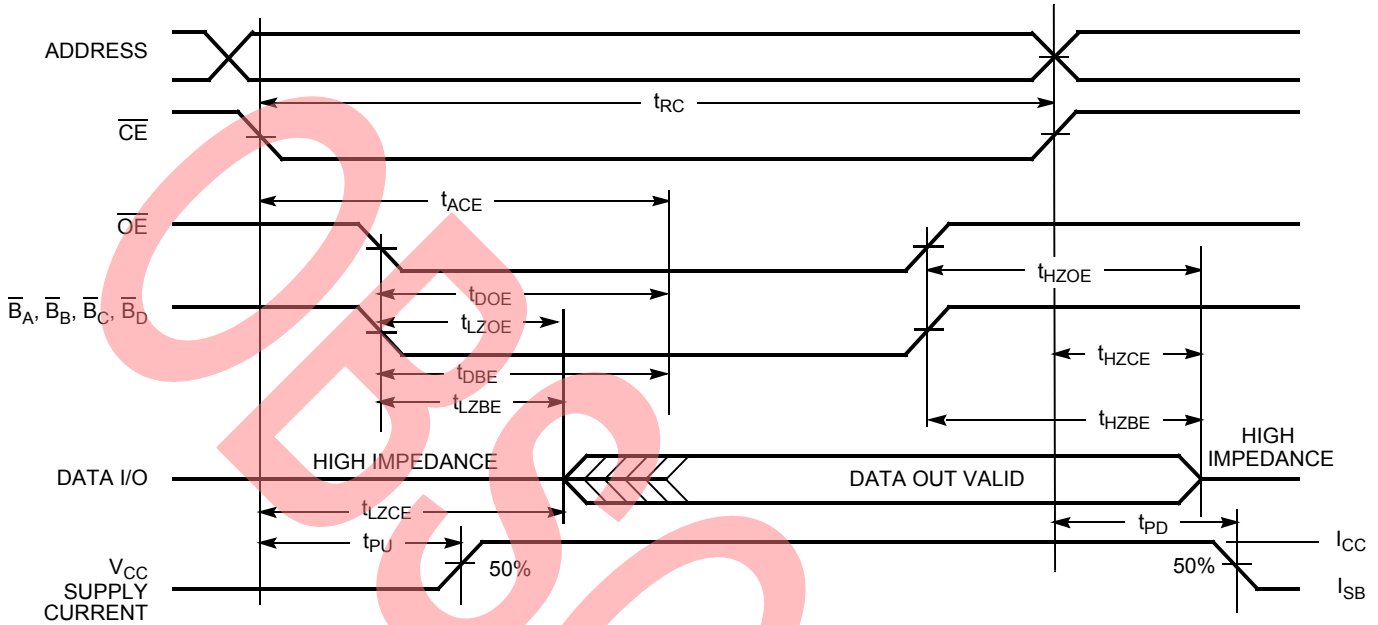 ADDRESS
tRC
CE
tACE
OE
tHZOE
tDOE
BA, BB, BC, BD
tLZOE
tHZCE
tDBE
tLZBE
tHZBE
HIGH IMPEDANCE
HIGH IMPEDANCE
DATA I/O
DATA OUT VALID
tLZCE
tPD
tPU
ICC
VCC SUPPLY CURRENT
50%
50%
ISB
OBSO